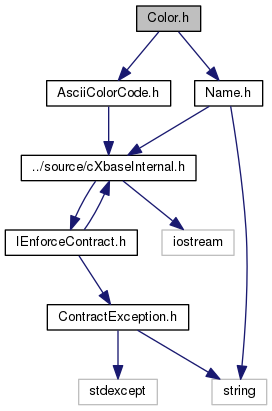 Color.h
AsciiColorCode.h
Name.h
../source/cXbaseInternal.h
IEnforceContract.h
iostream
ContractException.h
stdexcept
string